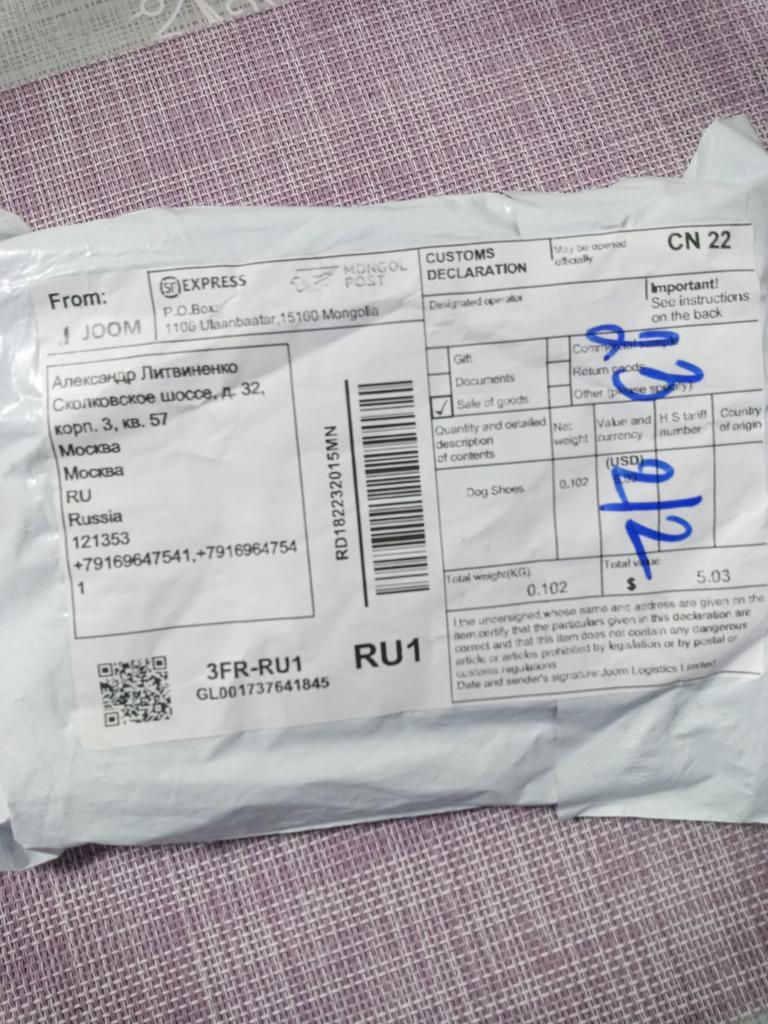 From:
JOOM
SF EXPRESS
MONGOL
POST
P.O.Box:
1106 Ulaanbaatar,15160 Mongolia
Александр Литвиненко
Сколковское шоссе, д. 32,
корп. 3, кв. 57
Москва
Москва
RU
Russia
121353
+79169647541,+7916964754
1
RD182232015MN
3FR-RU1
GL001737641845
RU1
CUSTOMS
DECLARATION
May be opened
officially
CN 22
Designated operator
Important!
See instructions
on the back
Gift
Commercial sample
Documents
Return goods
Sale of goods
Other (please specify)
Quantity and detailed
description
of contents
Net
weight
Value and
currency
H S tariff
number
Country
of origin
(USD)
Dog Shoes
0.102
5.03
Total weight(KG)
0.102
Total value
$ 5.03
I,the undersigned,whose name and address are given on the
item,certify that the particulars given in this declaration are
correct and that this item does not contain any dangerous
article or articles prohibited by legislation or by postal or
customs regulations
Date and sender's signature:Joom Logistics Limited